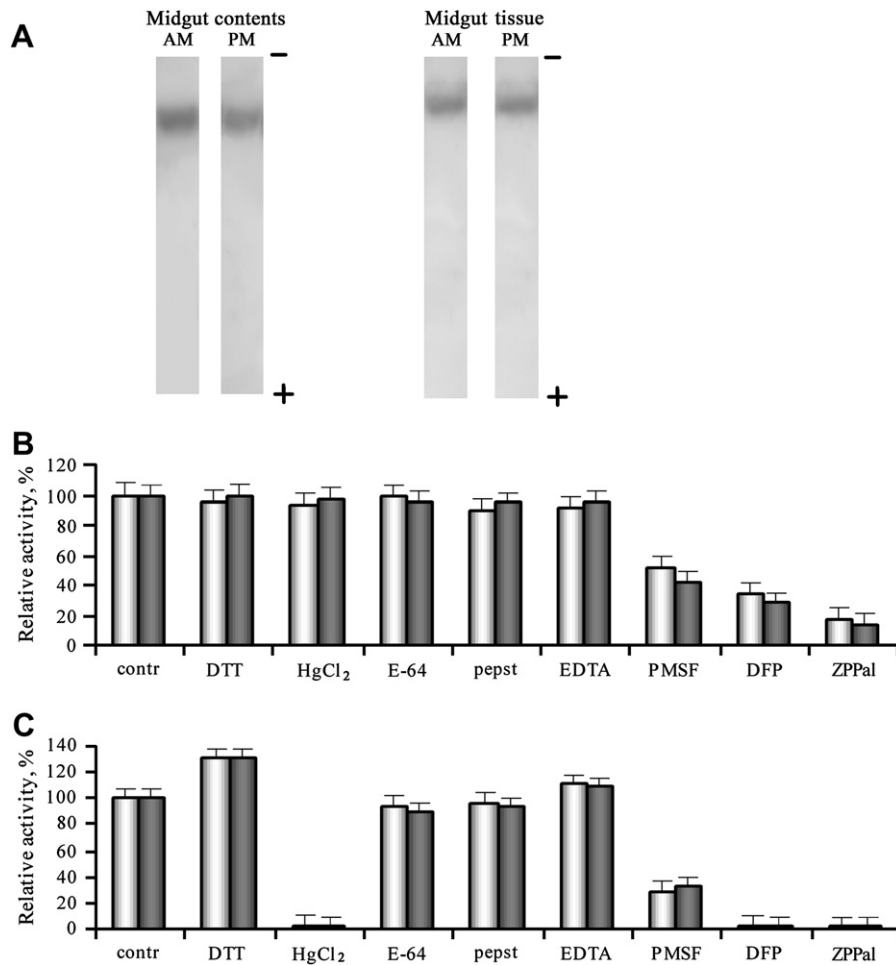 A
Midgut contents
AM PM
−
+
Midgut tissue
AM PM
−
+
B
Relative activity, %
120
100
80
60
40
20
0
contr DTT HgCl₂ E-64 pepst EDTA PMSF DFP ZPPal
C
Relative activity, %
140
120
100
80
60
40
20
0
contr DTT HgCl₂ E-64 pepst EDTA PMSF DFP ZPPal